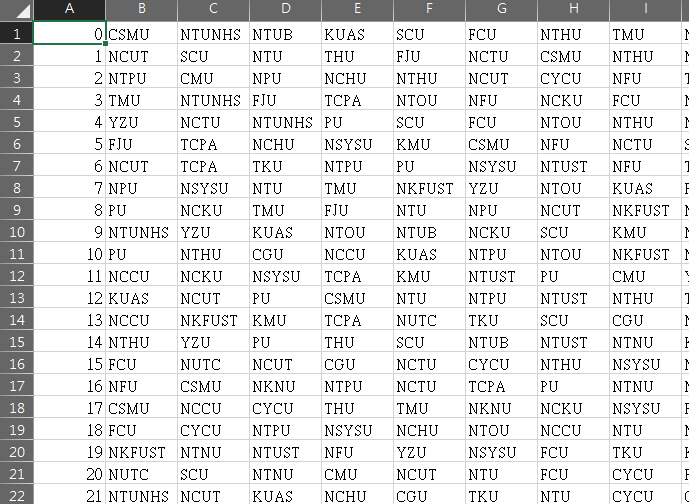 A B C D E F G H I
1 0 CSMU NTUNHS NTUB KUAS SCU FCU NTHU TMU
2 1 NCUT SCU NTU THU FJU NCTU CSMU NTHU
3 2 NTPU CMU NPU NCHU NTHU NCUT CYCU NFU
4 3 TMU NTUNHS FJU TCPA NTOU NFU NCKU FCU
5 4 YZU NCTU NTUNHS PU SCU FCU NTOU NTHU
6 5 FJU TCPA NCHU NSYSU KMU CSMU NFU NCTU
7 6 NCUT TCPA TKU NTPU PU NSYSU NTUST NFU
8 7 NPU NSYSU NTU TMU NKFUST YZU NTOU KUAS
9 8 PU NCKU TMU FJU NTU NPU NCUT NKFUST
10 9 NTUNHS YZU KUAS NTOU NTUB NCKU SCU KMU
11 10 PU NTHU CGU NCCU KUAS NTPU NTOU NKFUST
12 11 NCCU NCKU NSYSU TCPA KMU NTUST PU CMU
13 12 KUAS NCUT PU CSMU NTU NTPU NTUST NTHU
14 13 NCCU NKFUST KMU TCPA NUTC TKU SCU CGU
15 14 NTHU YZU PU THU SCU NTUB NTUST NTNU
16 15 FCU NUTC NCUT CGU NCTU CYCU NTHU NSYSU
17 16 NFU CSMU NKNU NTPU NCTU TCPA PU NTNU
18 17 CSMU NCCU CYCU THU TMU NKNU NCKU NSYSU
19 18 FCU CYCU NTPU NSYSU NCHU NTOU NCCU NTU
20 19 NKFUST NTNU NTUST NFU YZU NSYSU FCU TKU
21 20 NUTC SCU NTNU CMU NCUT NTU FCU CYCU
22 21 NTUNHS NCUT KUAS NCHU CGU TKU NTU CYCU